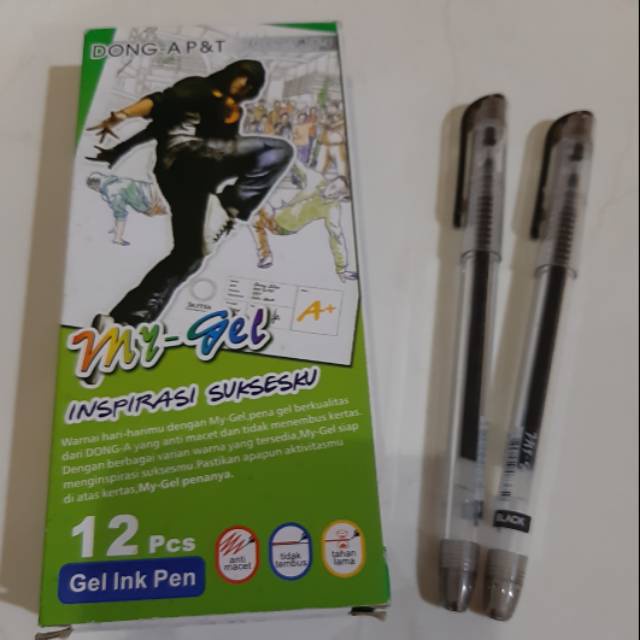 DONG-A P&T
A+
My-Gel
INSPIRASI SUKSESKU
Warnai hari-harimu dengan My-Gel,pena gel berkualitas
dari DONG-A yang anti macet dan tidak menembus kertas.
Dengan berbagai varian warna yang tersedia,My-Gel siap
menginspirasi suksesmu.Pastikan apapun aktivitasmu
di atas kertas,My-Gel penanya.
12 Pcs
Gel Ink Pen
anti
macet
tidak
tembus
tahan
lama
BLACK